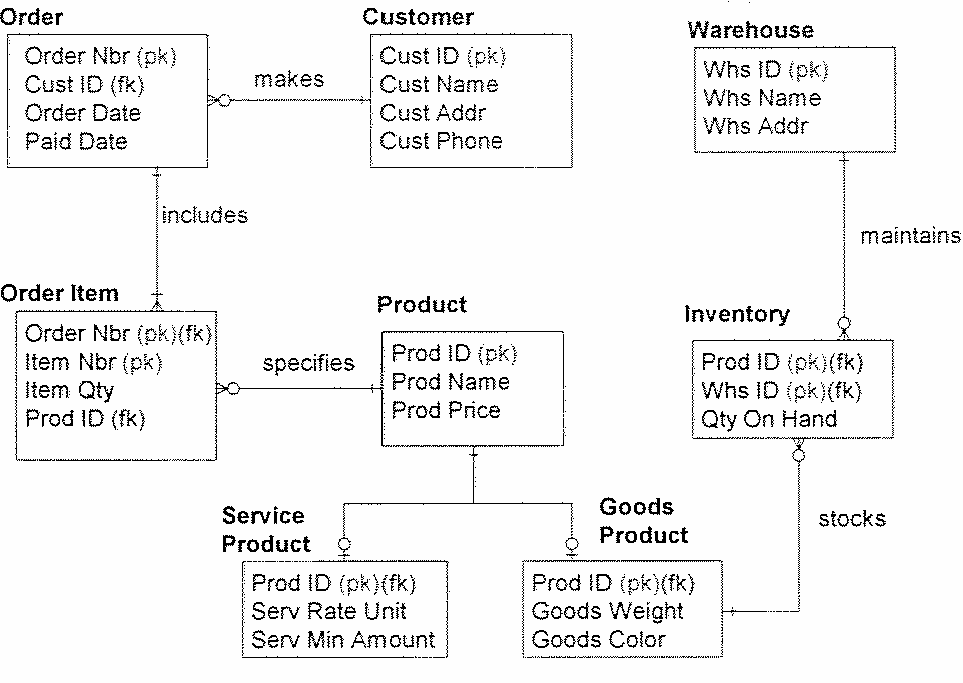 Order
Order Nbr (pk)
Cust ID (fk)
Order Date
Paid Date
makes
Customer
Cust ID (pk)
Cust Name
Cust Addr
Cust Phone
Warehouse
Whs ID (pk)
Whs Name
Whs Addr
includes
maintains
Order Item
Order Nbr (pk)(fk)
Item Nbr (pk)
Item Qty
Prod ID (fk)
specifies
Product
Prod ID (pk)
Prod Name
Prod Price
Inventory
Prod ID (pk)(fk)
Whs ID (pk)(fk)
Qty On Hand
stocks
Service
Product
Prod ID (pk)(fk)
Serv Rate Unit
Serv Min Amount
Goods
Product
Prod ID (pk)(fk)
Goods Weight
Goods Color